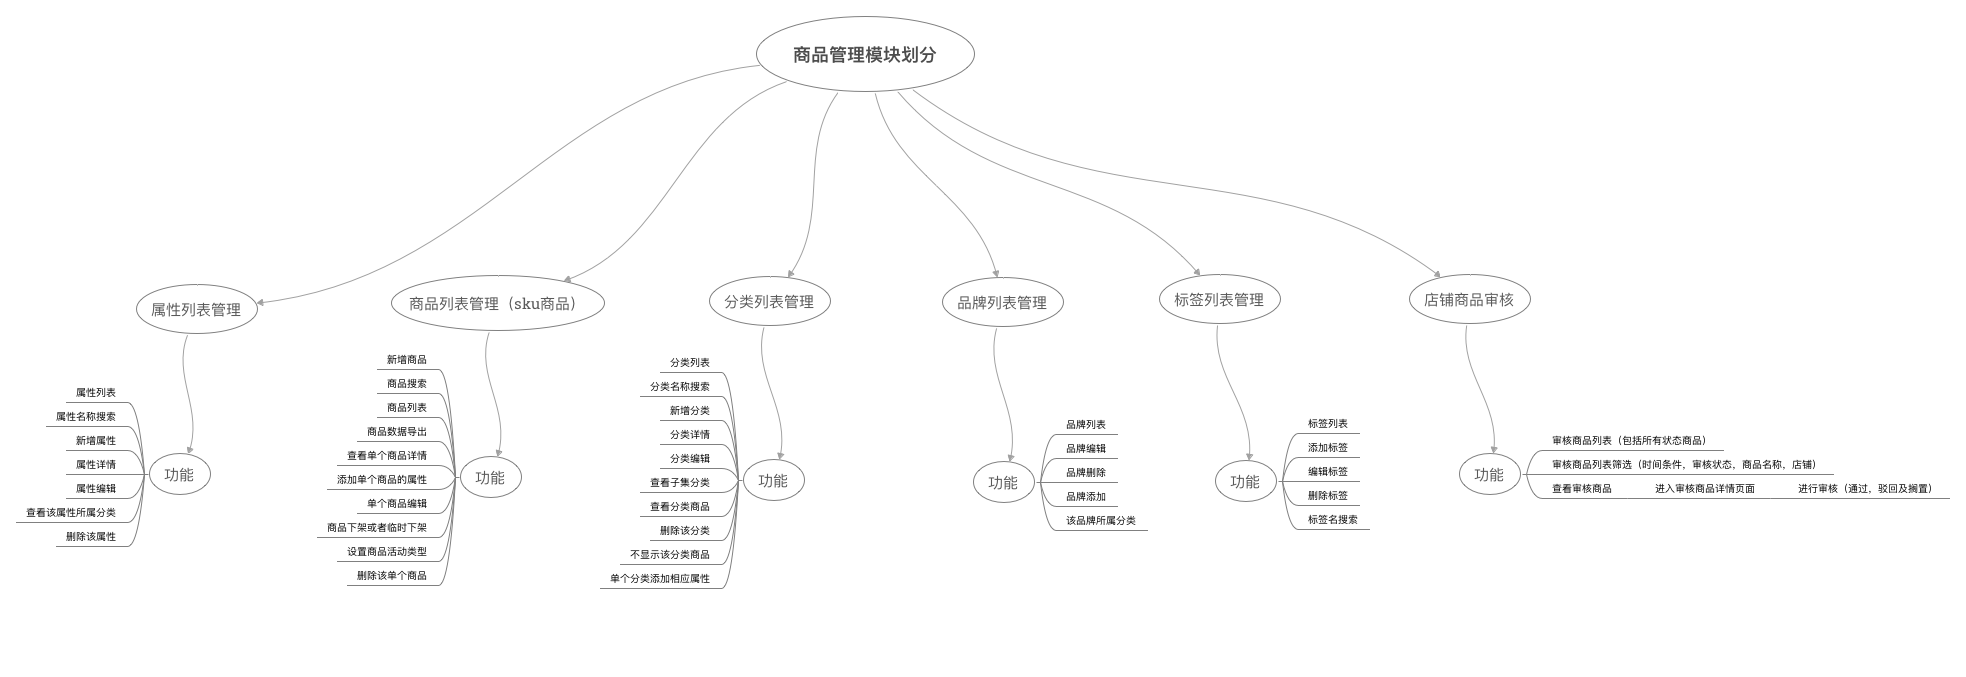 商品管理模块划分
属性列表管理
属性列表
属性名称搜索
新增属性
属性详情
属性编辑
查看该属性所属分类
删除该属性
功能
商品列表管理（sku商品）
新增商品
商品搜索
商品列表
商品数据导出
查看单个商品详情
添加单个商品的属性
单个商品编辑
商品下架或者临时下架
设置商品活动类型
删除该单个商品
功能
分类列表管理
分类列表
分类名称搜索
新增分类
分类详情
分类编辑
查看子集分类
查看分类商品
删除该分类
不显示该分类商品
单个分类添加相应属性
功能
品牌列表管理
功能
品牌列表
品牌编辑
品牌删除
品牌添加
该品牌所属分类
标签列表管理
功能
标签列表
添加标签
编辑标签
删除标签
标签名搜索
店铺商品审核
功能
审核商品列表（包括所有状态商品）
审核商品列表筛选（时间条件，审核状态，商品名称，店铺）
查看审核商品 进入审核商品详情页面 进行审核（通过，驳回及搁置）